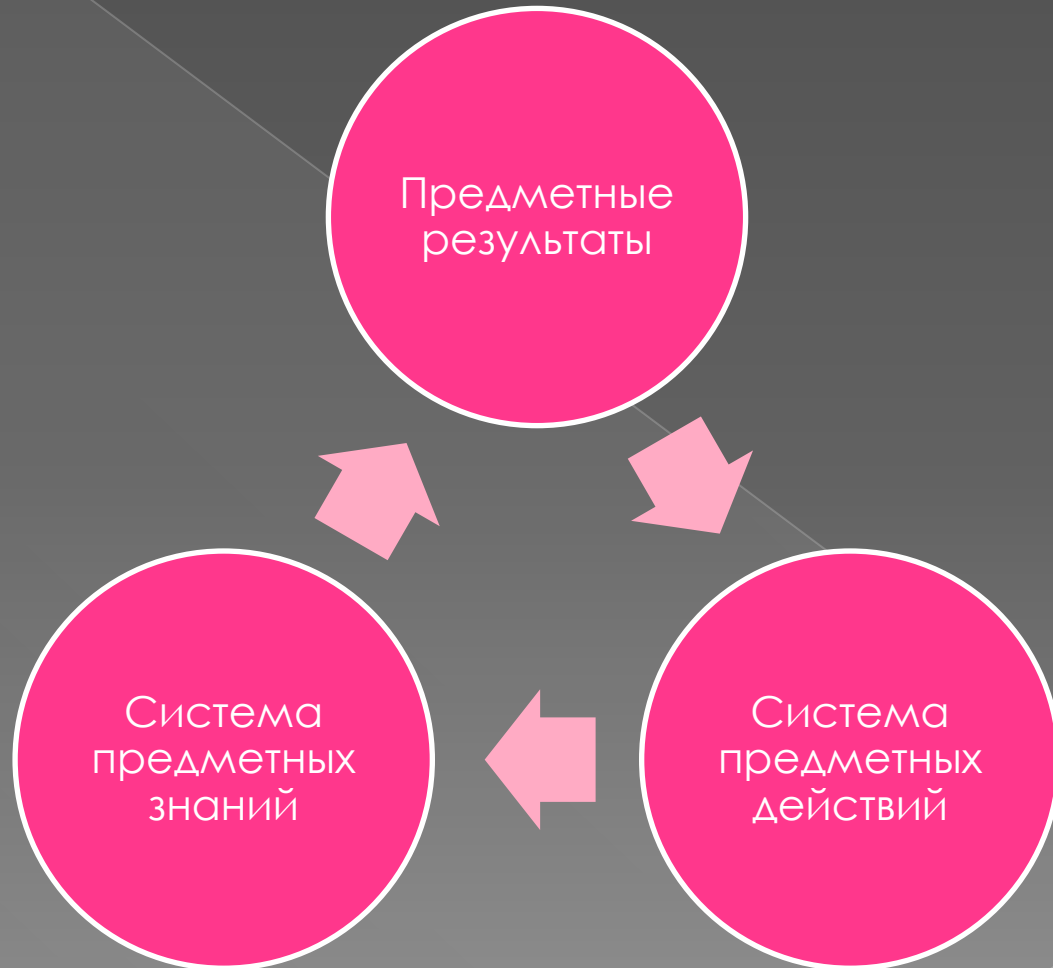 Предметные
результаты
Система
предметных
знаний
Система
предметных
действий